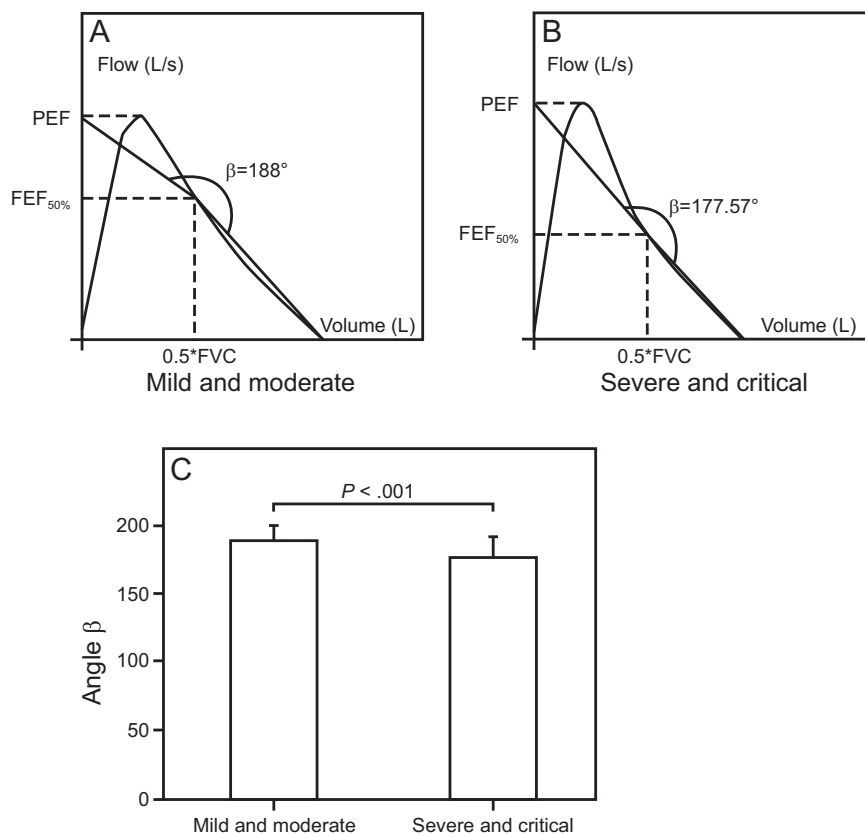 A
Flow (L/s)
PEF
β=188°
FEF50%
Volume (L)
0.5*FVC
Mild and moderate
B
Flow (L/s)
PEF
β=177.57°
FEF50%
Volume (L)
0.5*FVC
Severe and critical
C
P < .001
200
150
100
50
0
Angle β
Mild and moderate
Severe and critical